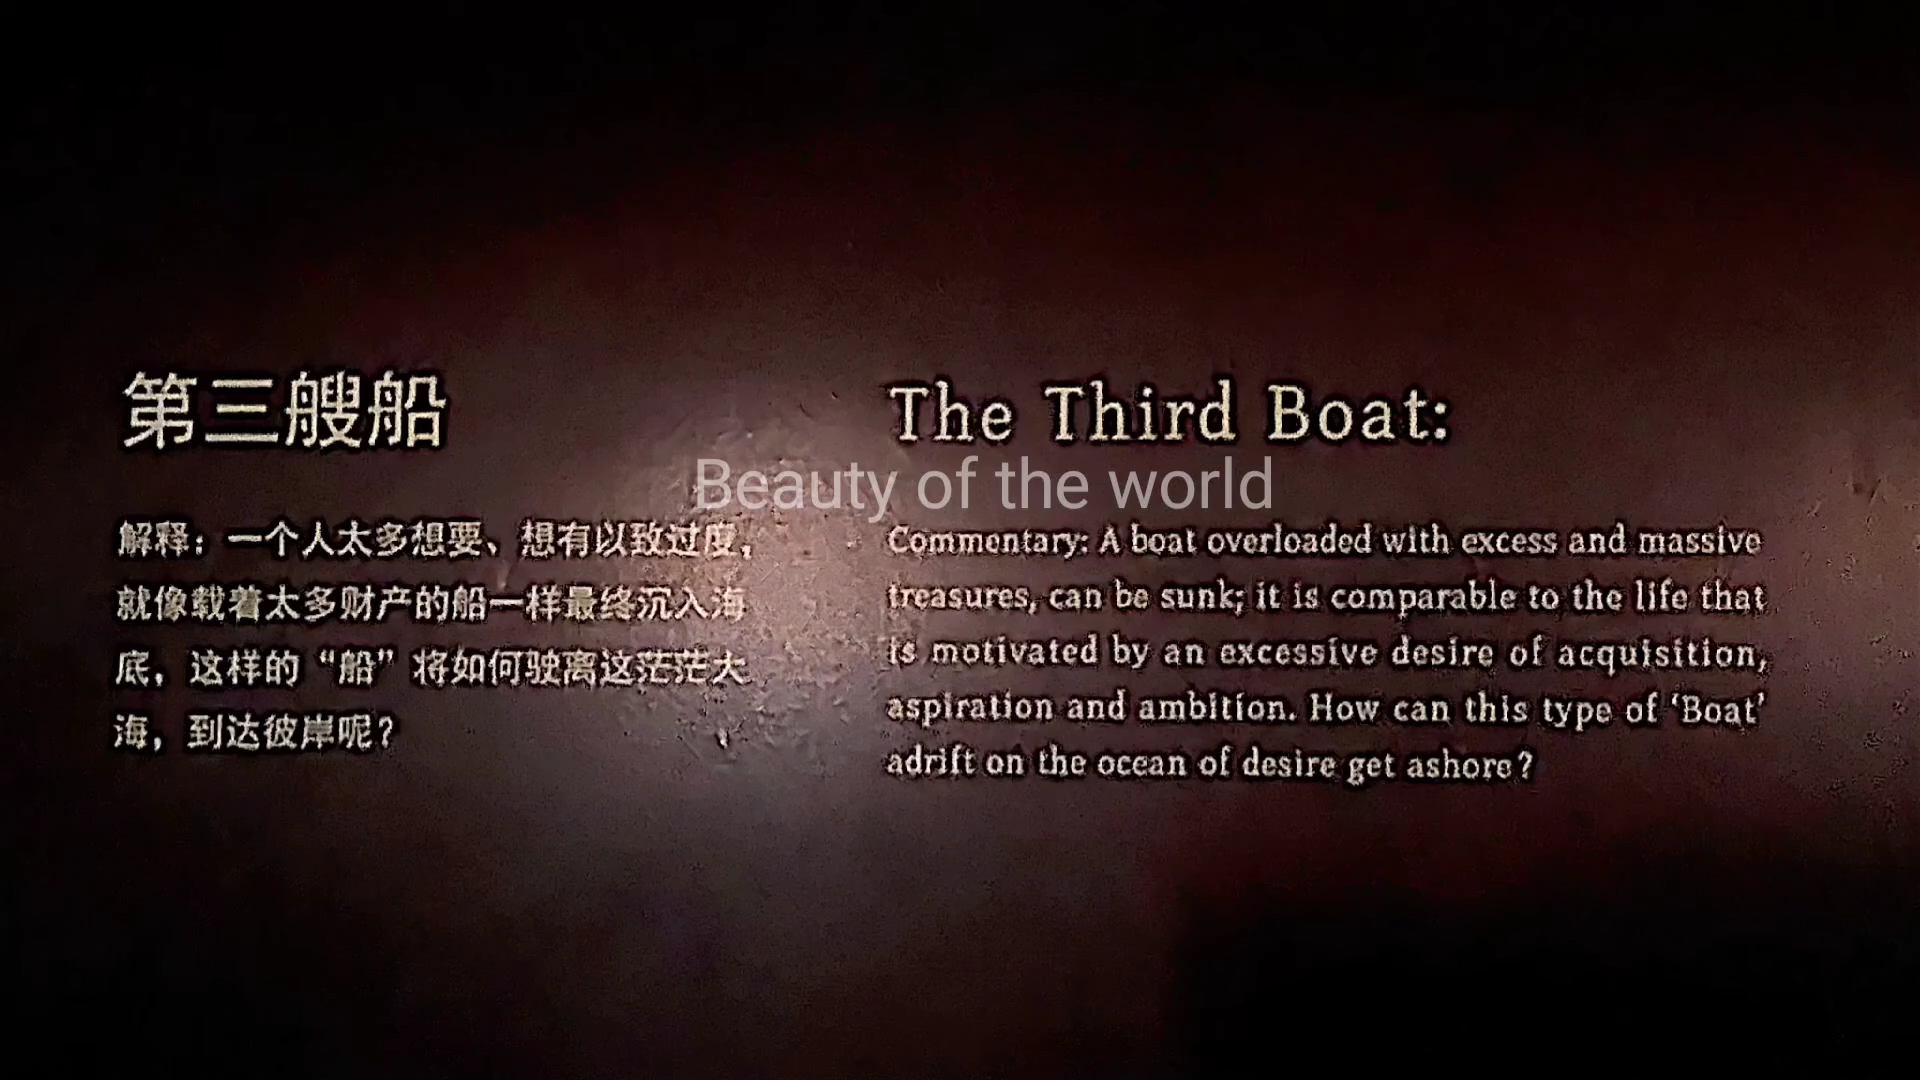 第三艘船
解释：一个人太多想要、想有以致过度，
就像载着太多财产的船一样最终沉入海
底，这样的“船”将如何驶离这茫茫大
海，到达彼岸呢？
The Third Boat:
Beauty of the world
Commentary: A boat overloaded with excess and massive
treasures, can be sunk; it is comparable to the life that
is motivated by an excessive desire of acquisition,
aspiration and ambition. How can this type of ‘Boat’
adrift on the ocean of desire get ashore?